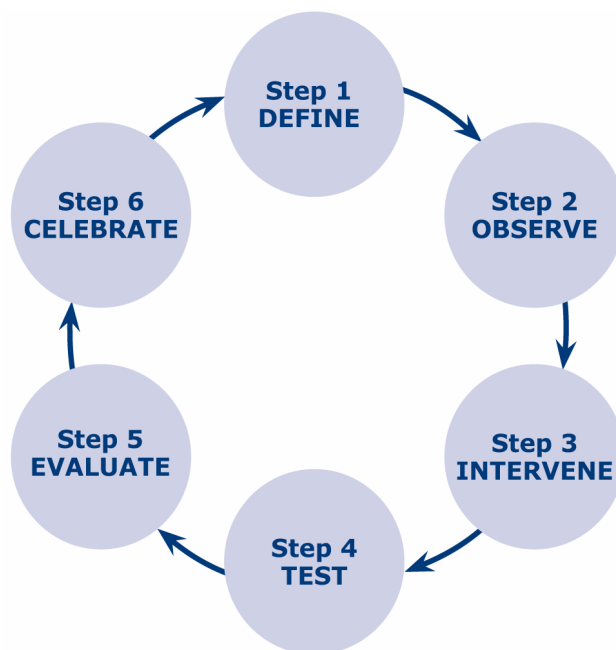 Step 1
DEFINE
Step 2
OBSERVE
Step 3
INTERVENE
Step 4
TEST
Step 5
EVALUATE
Step 6
CELEBRATE